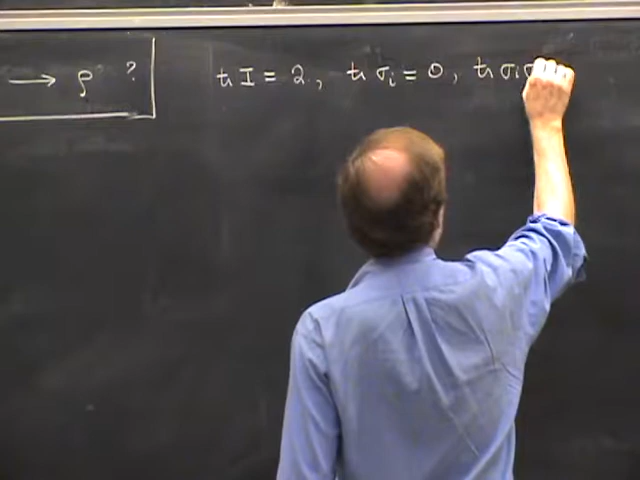 → ρ ?
tr I = 2, tr σᵢ = 0, tr σᵢσ